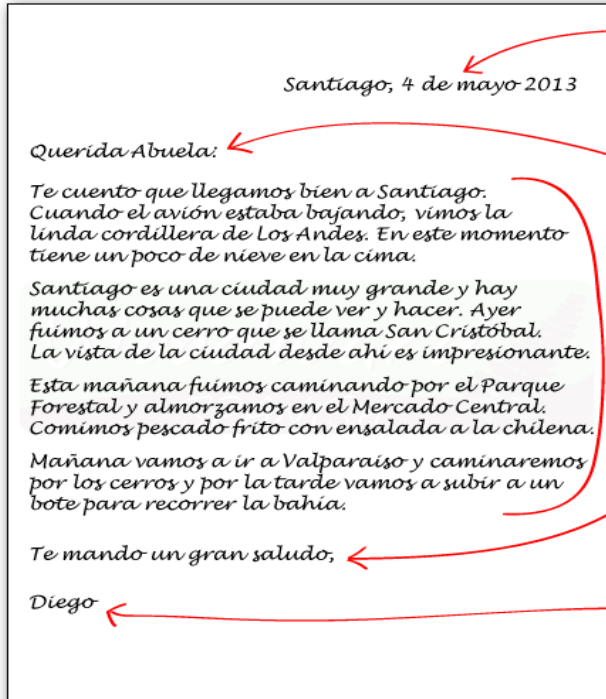 Santiago, 4 de mayo 2013
Querida Abuela:
Te cuento que llegamos bien a Santiago.
Cuando el avión estaba bajando, vimos la
linda cordillera de Los Andes. En este momento
tiene un poco de nieve en la cima.
Santiago es una ciudad muy grande y hay
muchas cosas que se puede ver y hacer. Ayer
fuimos a un cerro que se llama San Cristóbal.
La vista de la ciudad desde ahí es impresionante.
Esta mañana fuimos caminando por el Parque
Forestal y almorzamos en el Mercado Central.
Comimos pescado frito con ensalada a la chilena.
Mañana vamos a ir a Valparaíso y caminaremos
por los cerros y por la tarde vamos a subir a un
bote para recorrer la bahía.
Te mando un gran saludo,
Diego